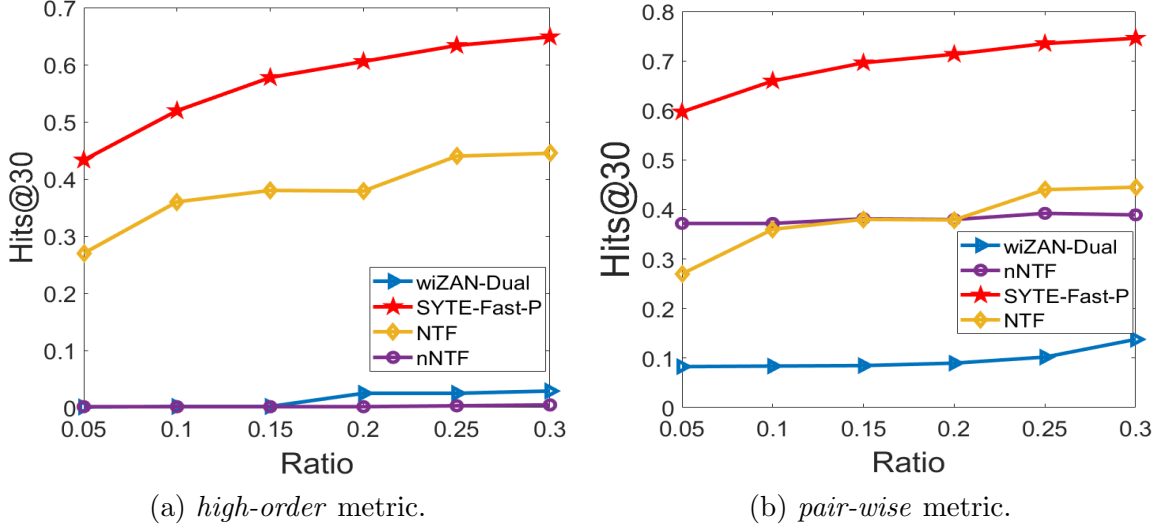 0.7
0.6
0.5
0.4
0.3
0.2
0.1
0
Hits@30
0.05 0.1 0.15 0.2 0.25 0.3
Ratio
wiZAN-Dual
SYTE-Fast-P
NTF
nNTF
(a) high-order metric.
0.8
0.7
0.6
0.5
0.4
0.3
0.2
0.1
0
Hits@30
0.05 0.1 0.15 0.2 0.25 0.3
Ratio
wiZAN-Dual
nNTF
SYTE-Fast-P
NTF
(b) pair-wise metric.